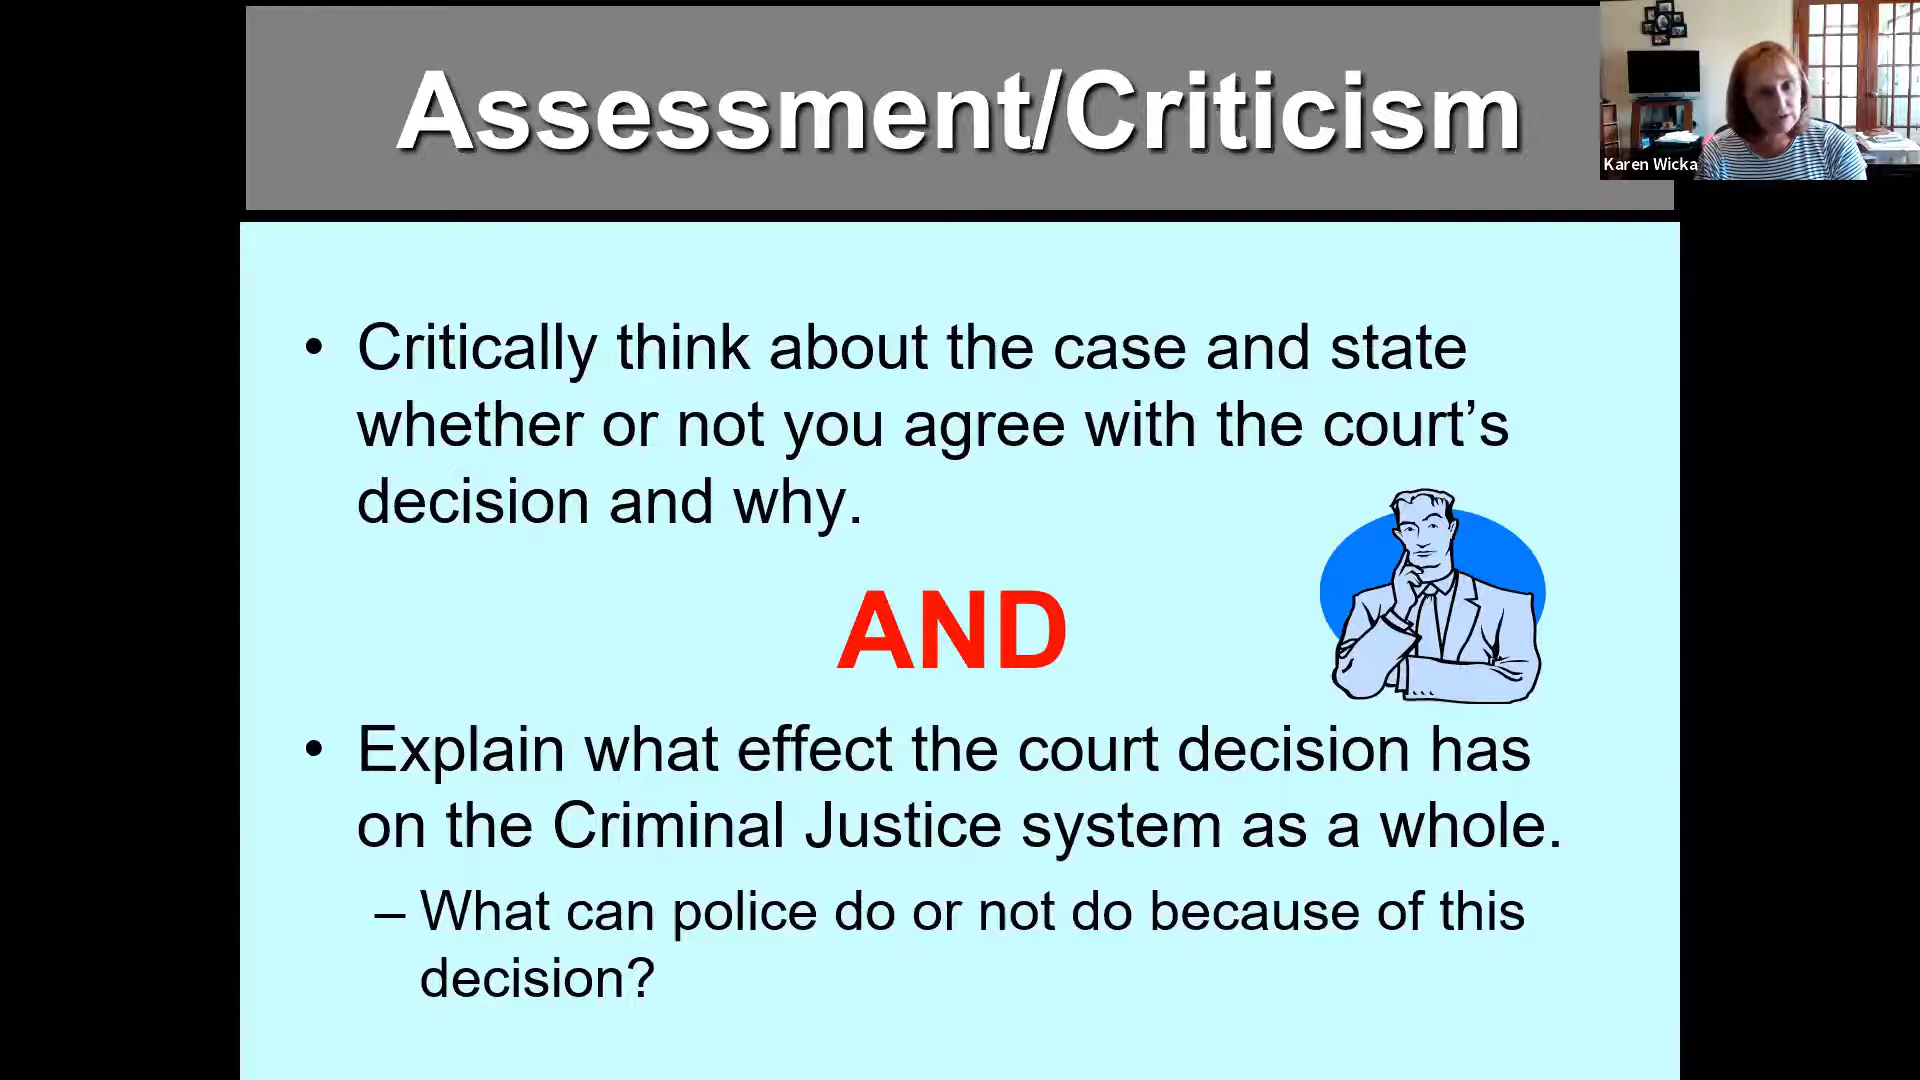 Assessment/Criticism
Karen Wicka
• Critically think about the case and state
whether or not you agree with the court’s
decision and why.
AND
• Explain what effect the court decision has
on the Criminal Justice system as a whole.
– What can police do or not do because of this
decision?